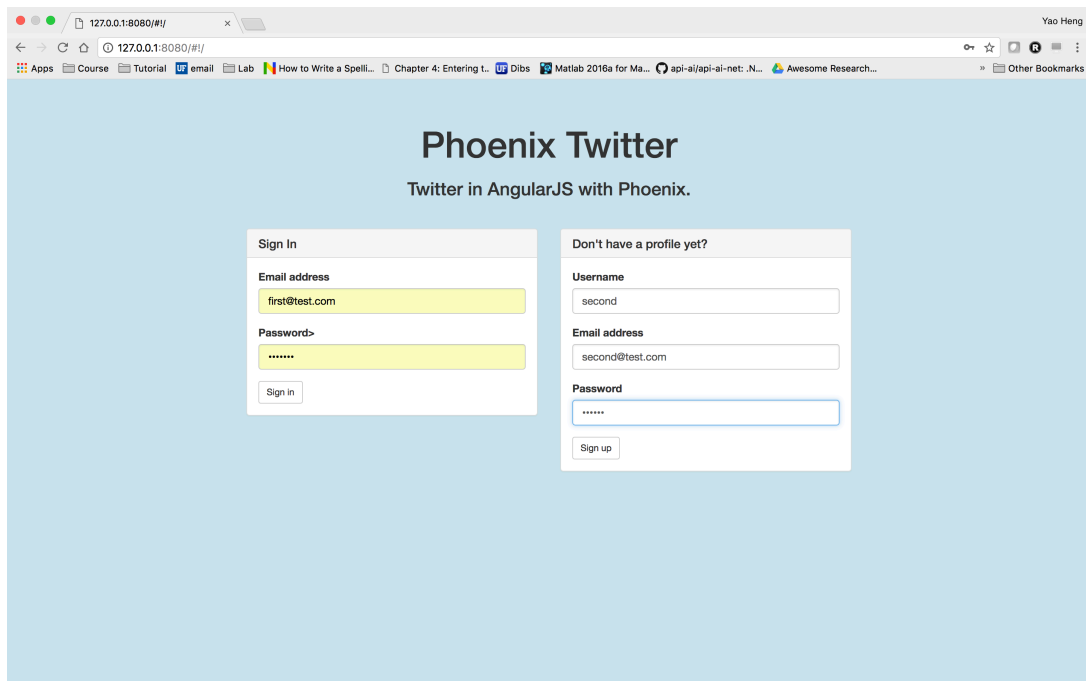 127.0.0.1:8080/#!/
Yao Heng
127.0.0.1:8080/#!/
Apps Course Tutorial UF email Lab How to Write a Spelli... Chapter 4: Entering t... UF Dibs Matlab 2016a for Ma... api-ai/api-ai-net: .N... Awesome Research... » Other Bookmarks
Phoenix Twitter
Twitter in AngularJS with Phoenix.
Sign In
Email address
first@test.com
Password>
•••••••
Sign in
Don't have a profile yet?
Username
second
Email address
second@test.com
Password
••••••
Sign up